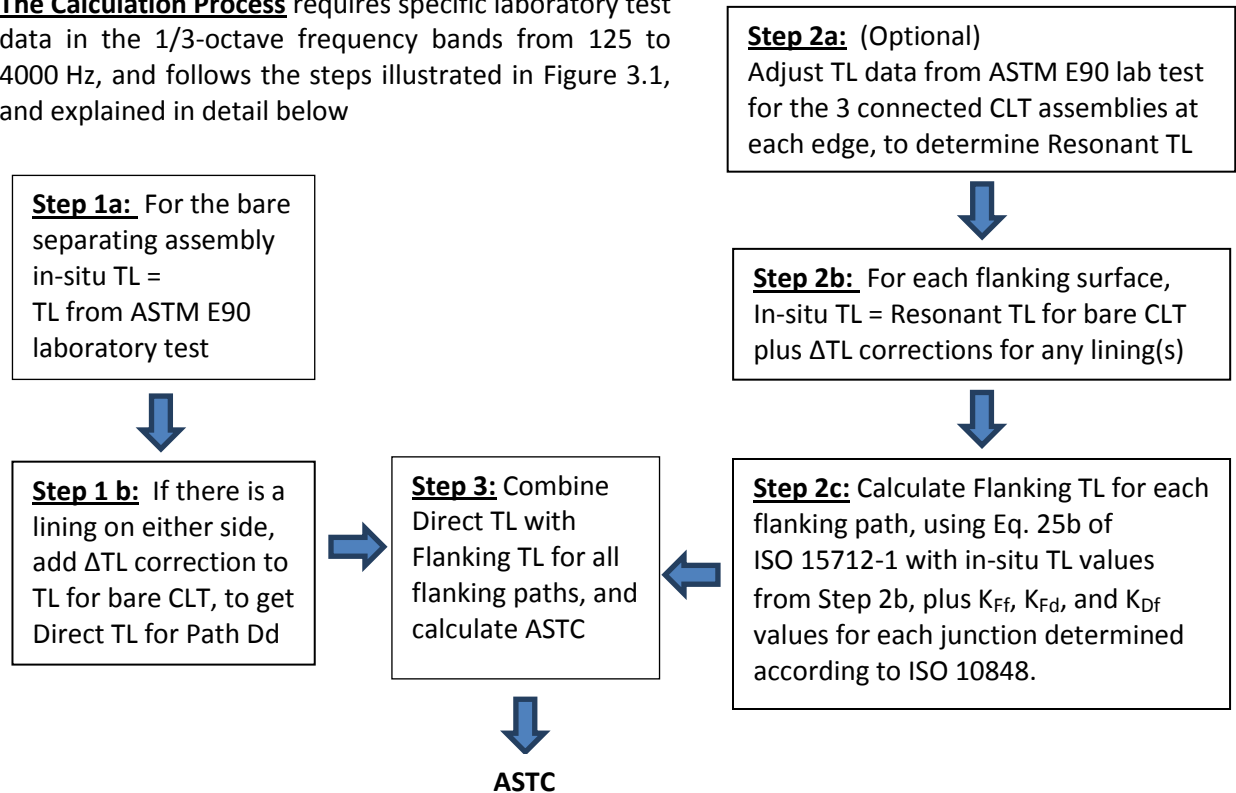 The Calculation Process requires specific laboratory test
data in the 1/3-octave frequency bands from 125 to
4000 Hz, and follows the steps illustrated in Figure 3.1,
and explained in detail below
Step 1a: For the bare
separating assembly
in-situ TL =
TL from ASTM E90
laboratory test
Step 1 b: If there is a
lining on either side,
add ΔTL correction to
TL for bare CLT, to get
Direct TL for Path Dd
Step 2a: (Optional)
Adjust TL data from ASTM E90 lab test
for the 3 connected CLT assemblies at
each edge, to determine Resonant TL
Step 2b: For each flanking surface,
In-situ TL = Resonant TL for bare CLT
plus ΔTL corrections for any lining(s)
Step 2c: Calculate Flanking TL for each
flanking path, using Eq. 25b of
ISO 15712-1 with in-situ TL values
from Step 2b, plus KFf, KFd, and KDf
values for each junction determined
according to ISO 10848.
Step 3: Combine
Direct TL with
Flanking TL for all
flanking paths, and
calculate ASTC
ASTC